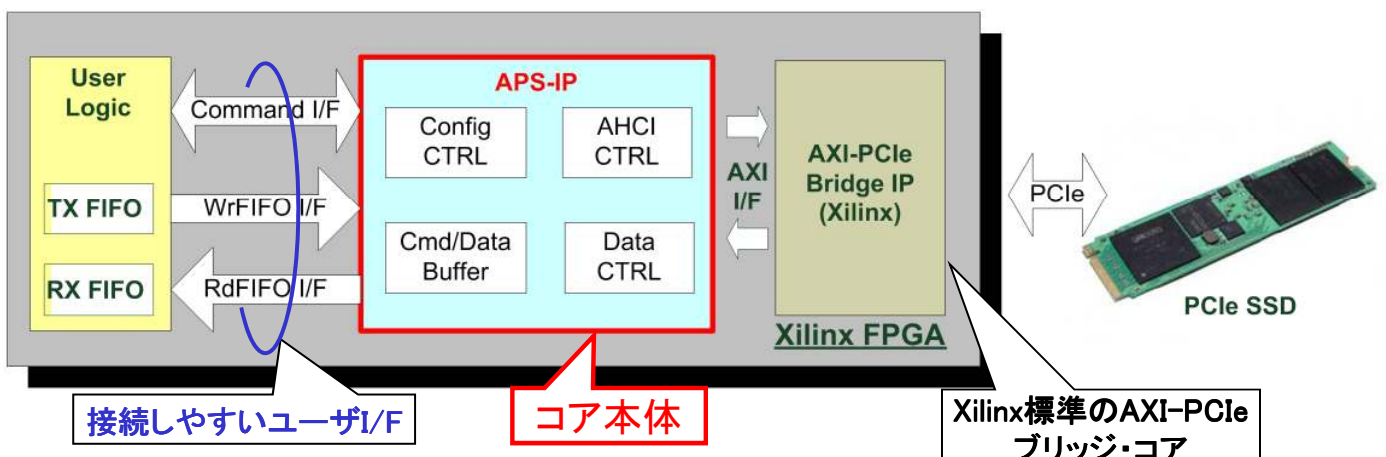 User
Logic
TX FIFO
RX FIFO
Command I/F
WrFIFO I/F
RdFIFO I/F
APS-IP
Config
CTRL
AHCI
CTRL
Cmd/Data
Buffer
Data
CTRL
AXI
I/F
AXI-PCIe
Bridge IP
(Xilinx)
Xilinx FPGA
PCIe
PCIe SSD
接続しやすいユーザI/F
コア本体
Xilinx標準のAXI-PCIe
ブリッジ・コア